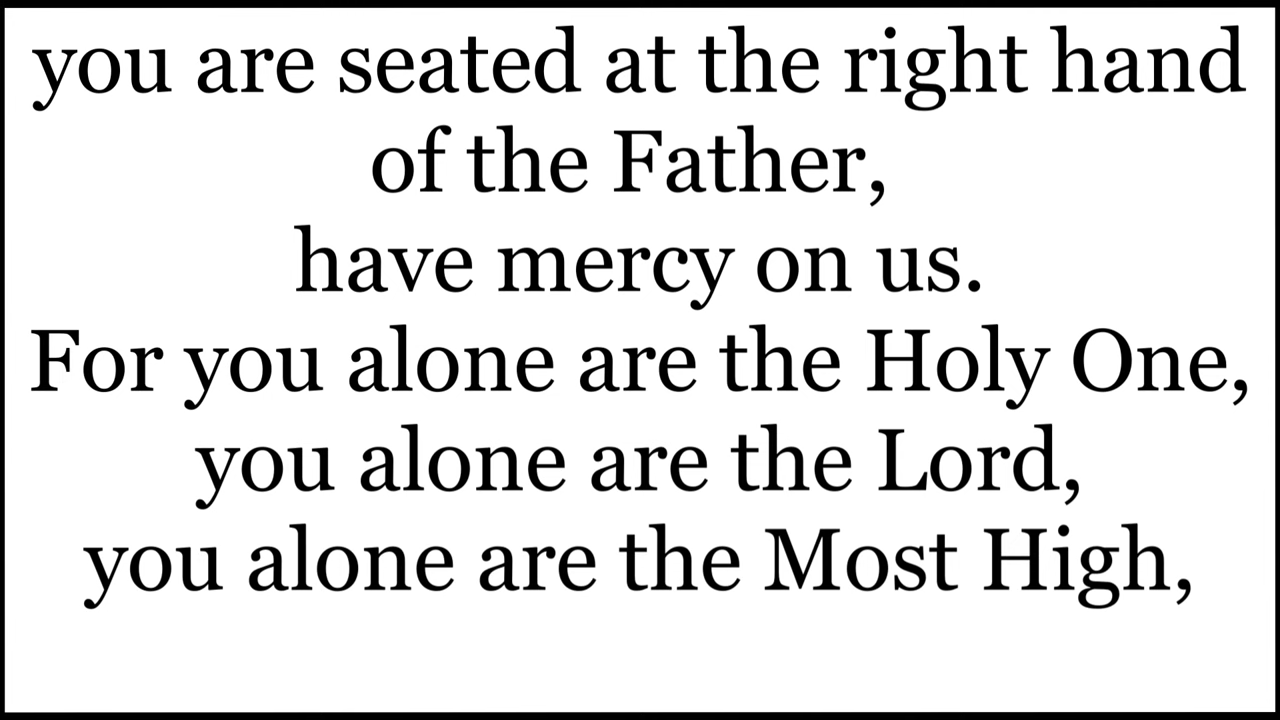 you are seated at the right hand
of the Father,
have mercy on us.
For you alone are the Holy One,
you alone are the Lord,
you alone are the Most High,